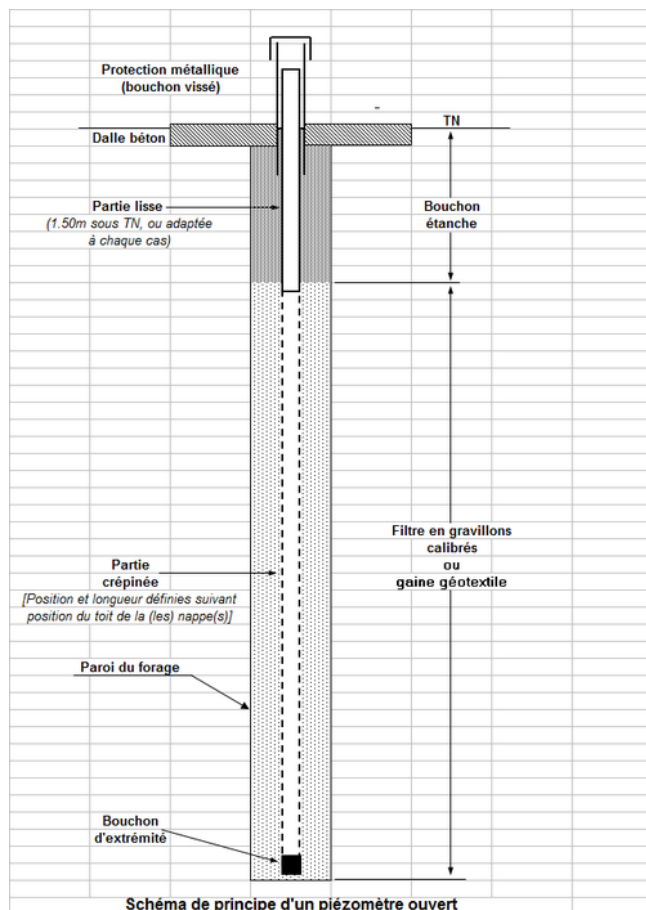 Protection métallique
(bouchon vissé)
TN
Dalle béton
Partie lisse
(1.50m sous TN, ou adaptée
à chaque cas)
Bouchon
étanche
Filtre en gravillons
calibrés
ou
gaine géotextile
Partie
crépinée
[Position et longueur définies suivant
position du toit de la (les) nappe(s)]
Paroi du forage
Bouchon
d'extrémité
Schéma de principe d'un piézomètre ouvert